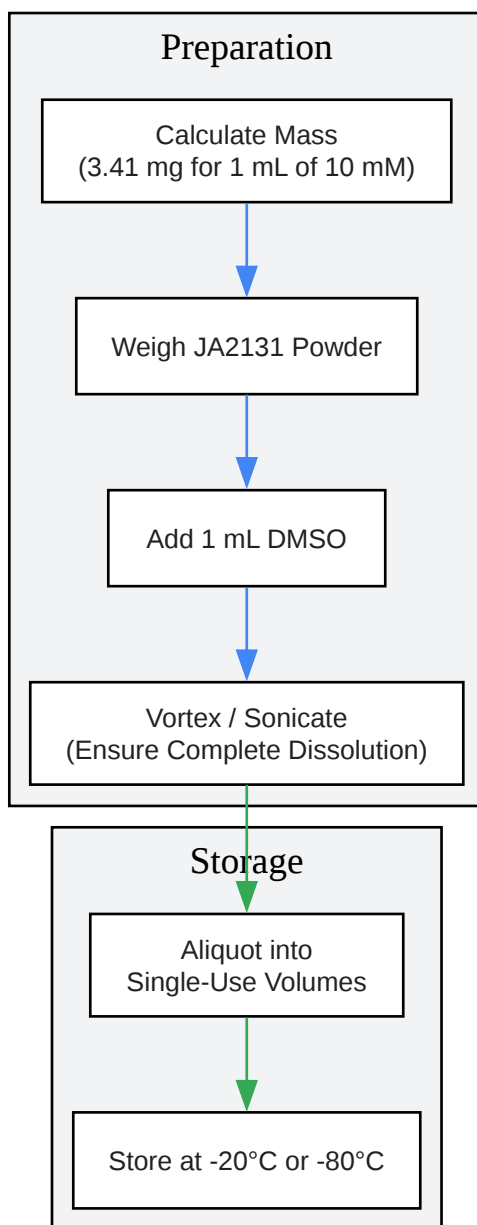 Preparation
Calculate Mass
(3.41 mg for 1 mL of 10 mM)
Weigh JA2131 Powder
Add 1 mL DMSO
Vortex / Sonicate
(Ensure Complete Dissolution)
Storage
Aliquot into
Single-Use Volumes
Store at -20°C or -80°C